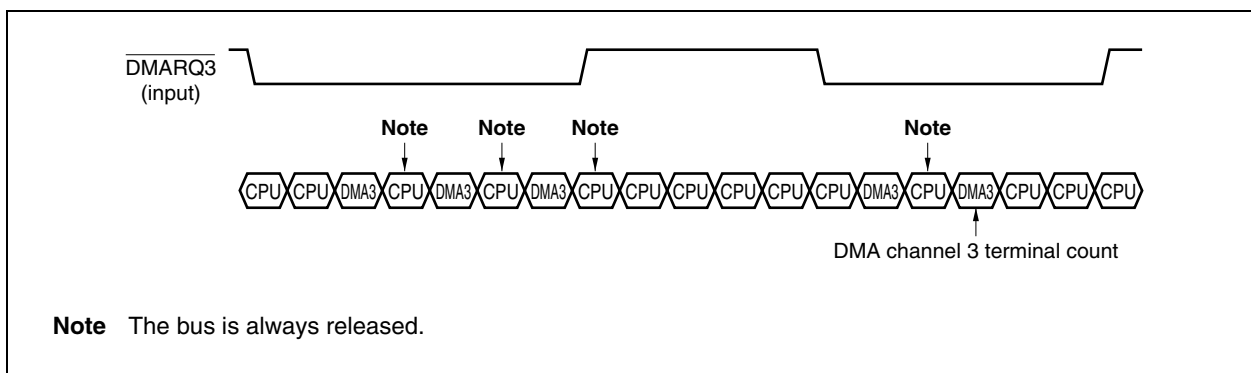 DMARQ3
(input)
Note Note Note Note
CPU CPU DMA3 CPU DMA3 CPU DMA3 CPU CPU CPU CPU CPU CPU DMA3 CPU DMA3 CPU CPU CPU
DMA channel 3 terminal count
Note The bus is always released.